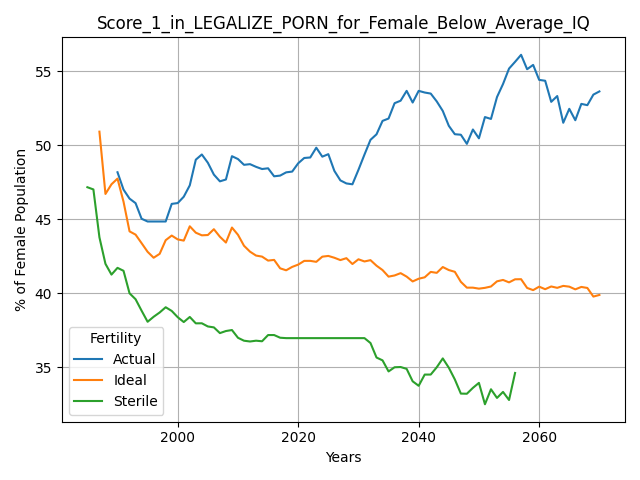 Score_1_in_LEGALIZE_PORN_for_Female_Below_Average_IQ
% of Female Population
55
50
45
40
35
Fertility
Actual
Ideal
Sterile
2000 2020 2040 2060
Years